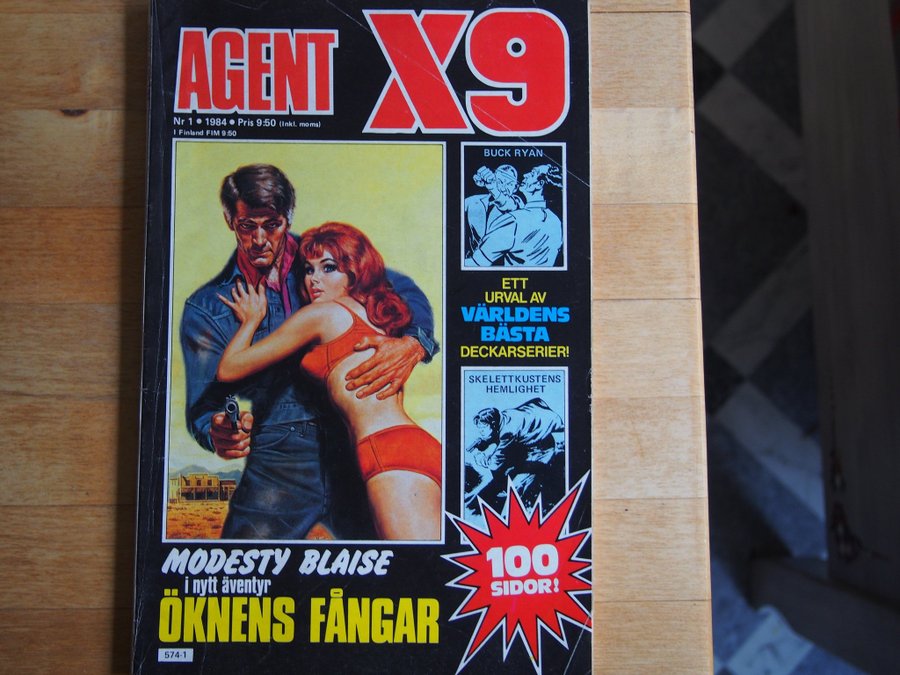 AGENT X9
Nr 1 • 1984 • Pris 9:50 (Inkl. moms)
I Finland FIM 9:50
BUCK RYAN
ETT
URVAL AV
VÄRLDENS
BÄSTA
DECKARSERIER!
SKELETTKUSTENS
HEMLIGHET
100
SIDOR!
MODESTY BLAISE
i nytt äventyr
ÖKNENS FÅNGAR
574-1